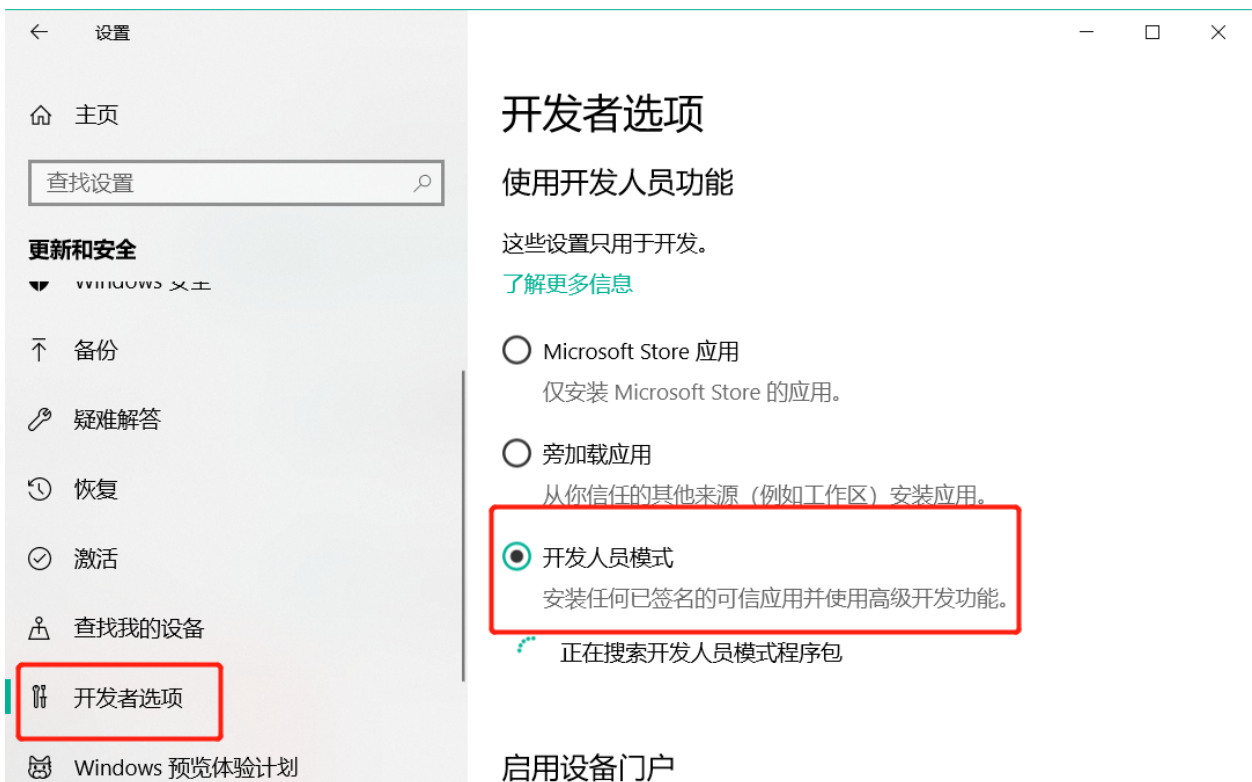 设置
主页
查找设置
更新和安全
Windows 安全
备份
疑难解答
恢复
激活
查找我的设备
开发者选项
Windows 预览体验计划
开发者选项
使用开发人员功能
这些设置只用于开发。
了解更多信息
Microsoft Store 应用
仅安装 Microsoft Store 的应用。
旁加载应用
从你信任的其他来源（例如工作区）安装应用。
开发人员模式
安装任何已签名的可信应用并使用高级开发功能。
正在搜索开发人员模式程序包
启用设备门户